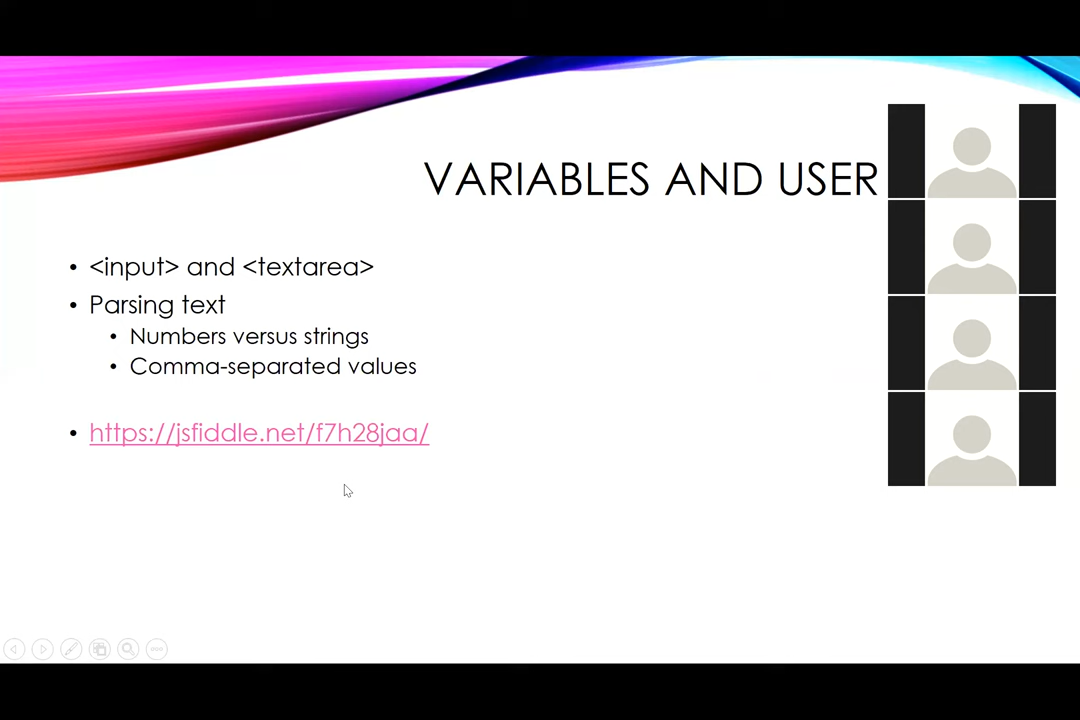 VARIABLES AND USER
• <input> and <textarea>
• Parsing text
• Numbers versus strings
• Comma-separated values
• https://jsfiddle.net/f7h28jaa/